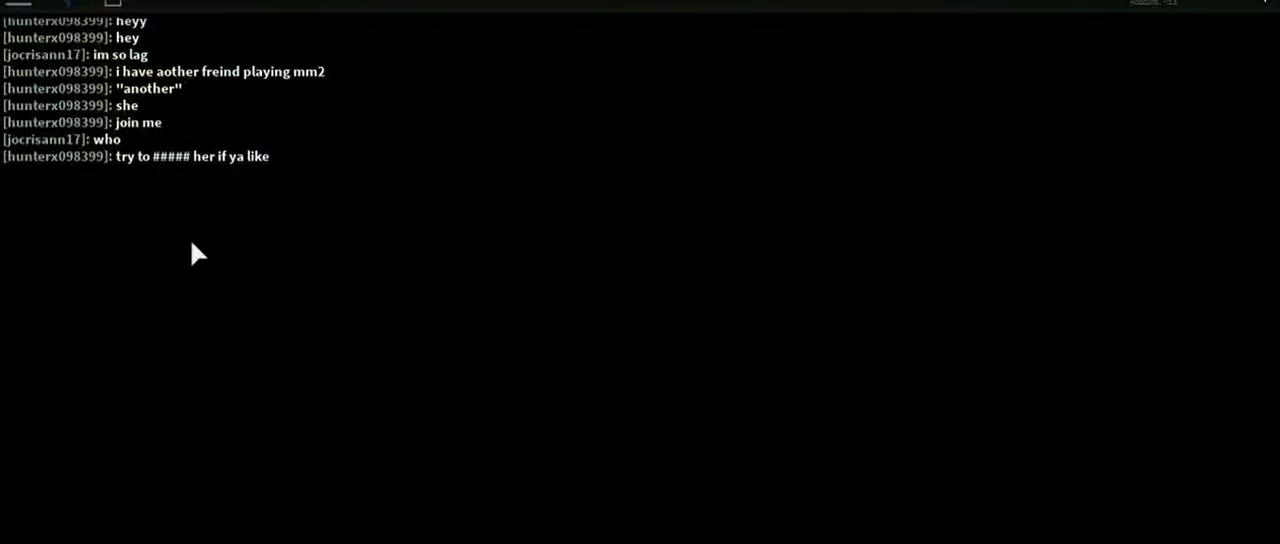 [hunterx098399]: heyy
[hunterx098399]: hey
[jocrisann17]: im so lag
[hunterx098399]: i have aother freind playing mm2
[hunterx098399]: "another"
[hunterx098399]: she
[hunterx098399]: join me
[jocrisann17]: who
[hunterx098399]: try to ##### her if ya like